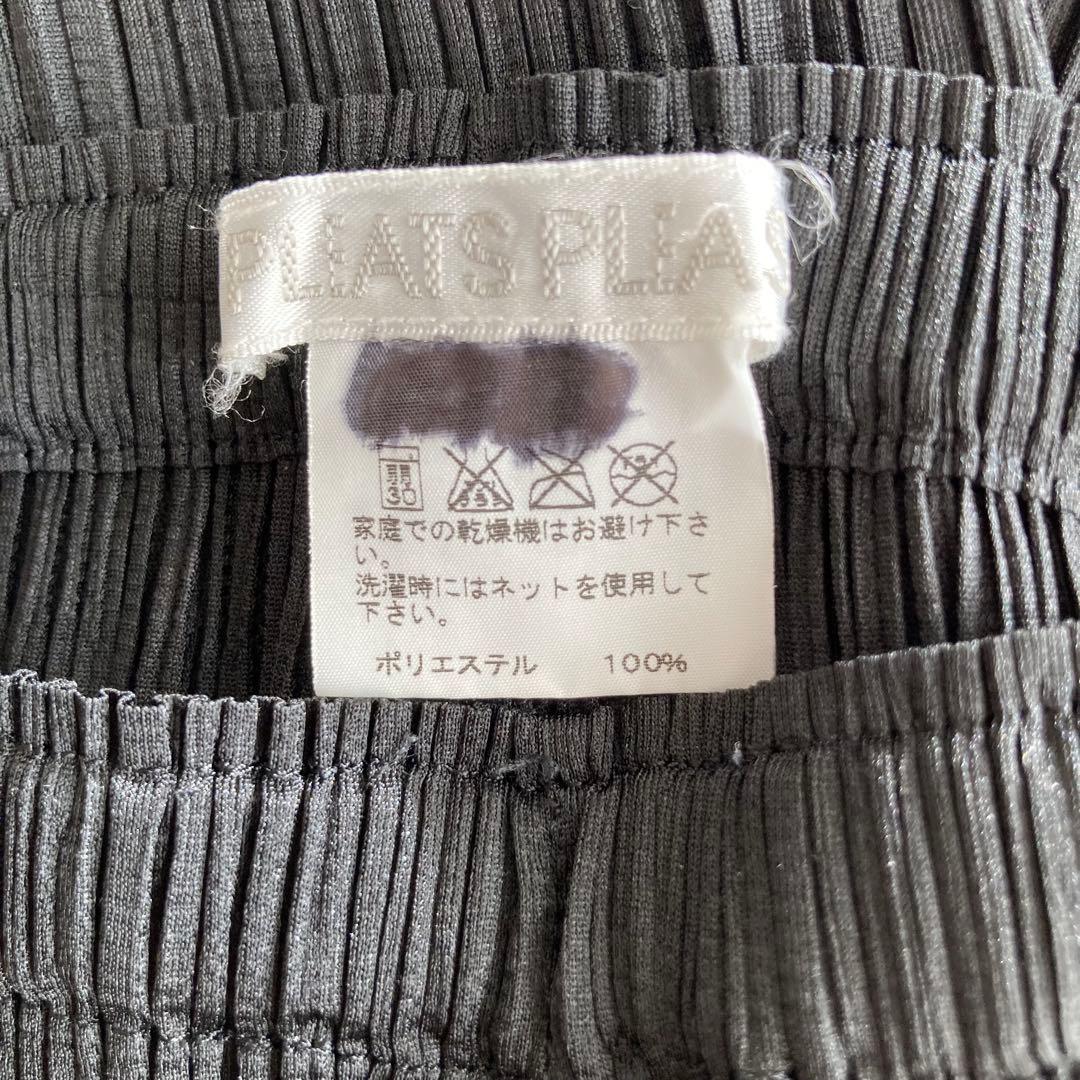 PLEATS PLEAS
家庭での乾燥機はお避け下さ
い。
洗濯時にはネットを使用して
下さい。
ポリエステル 100%